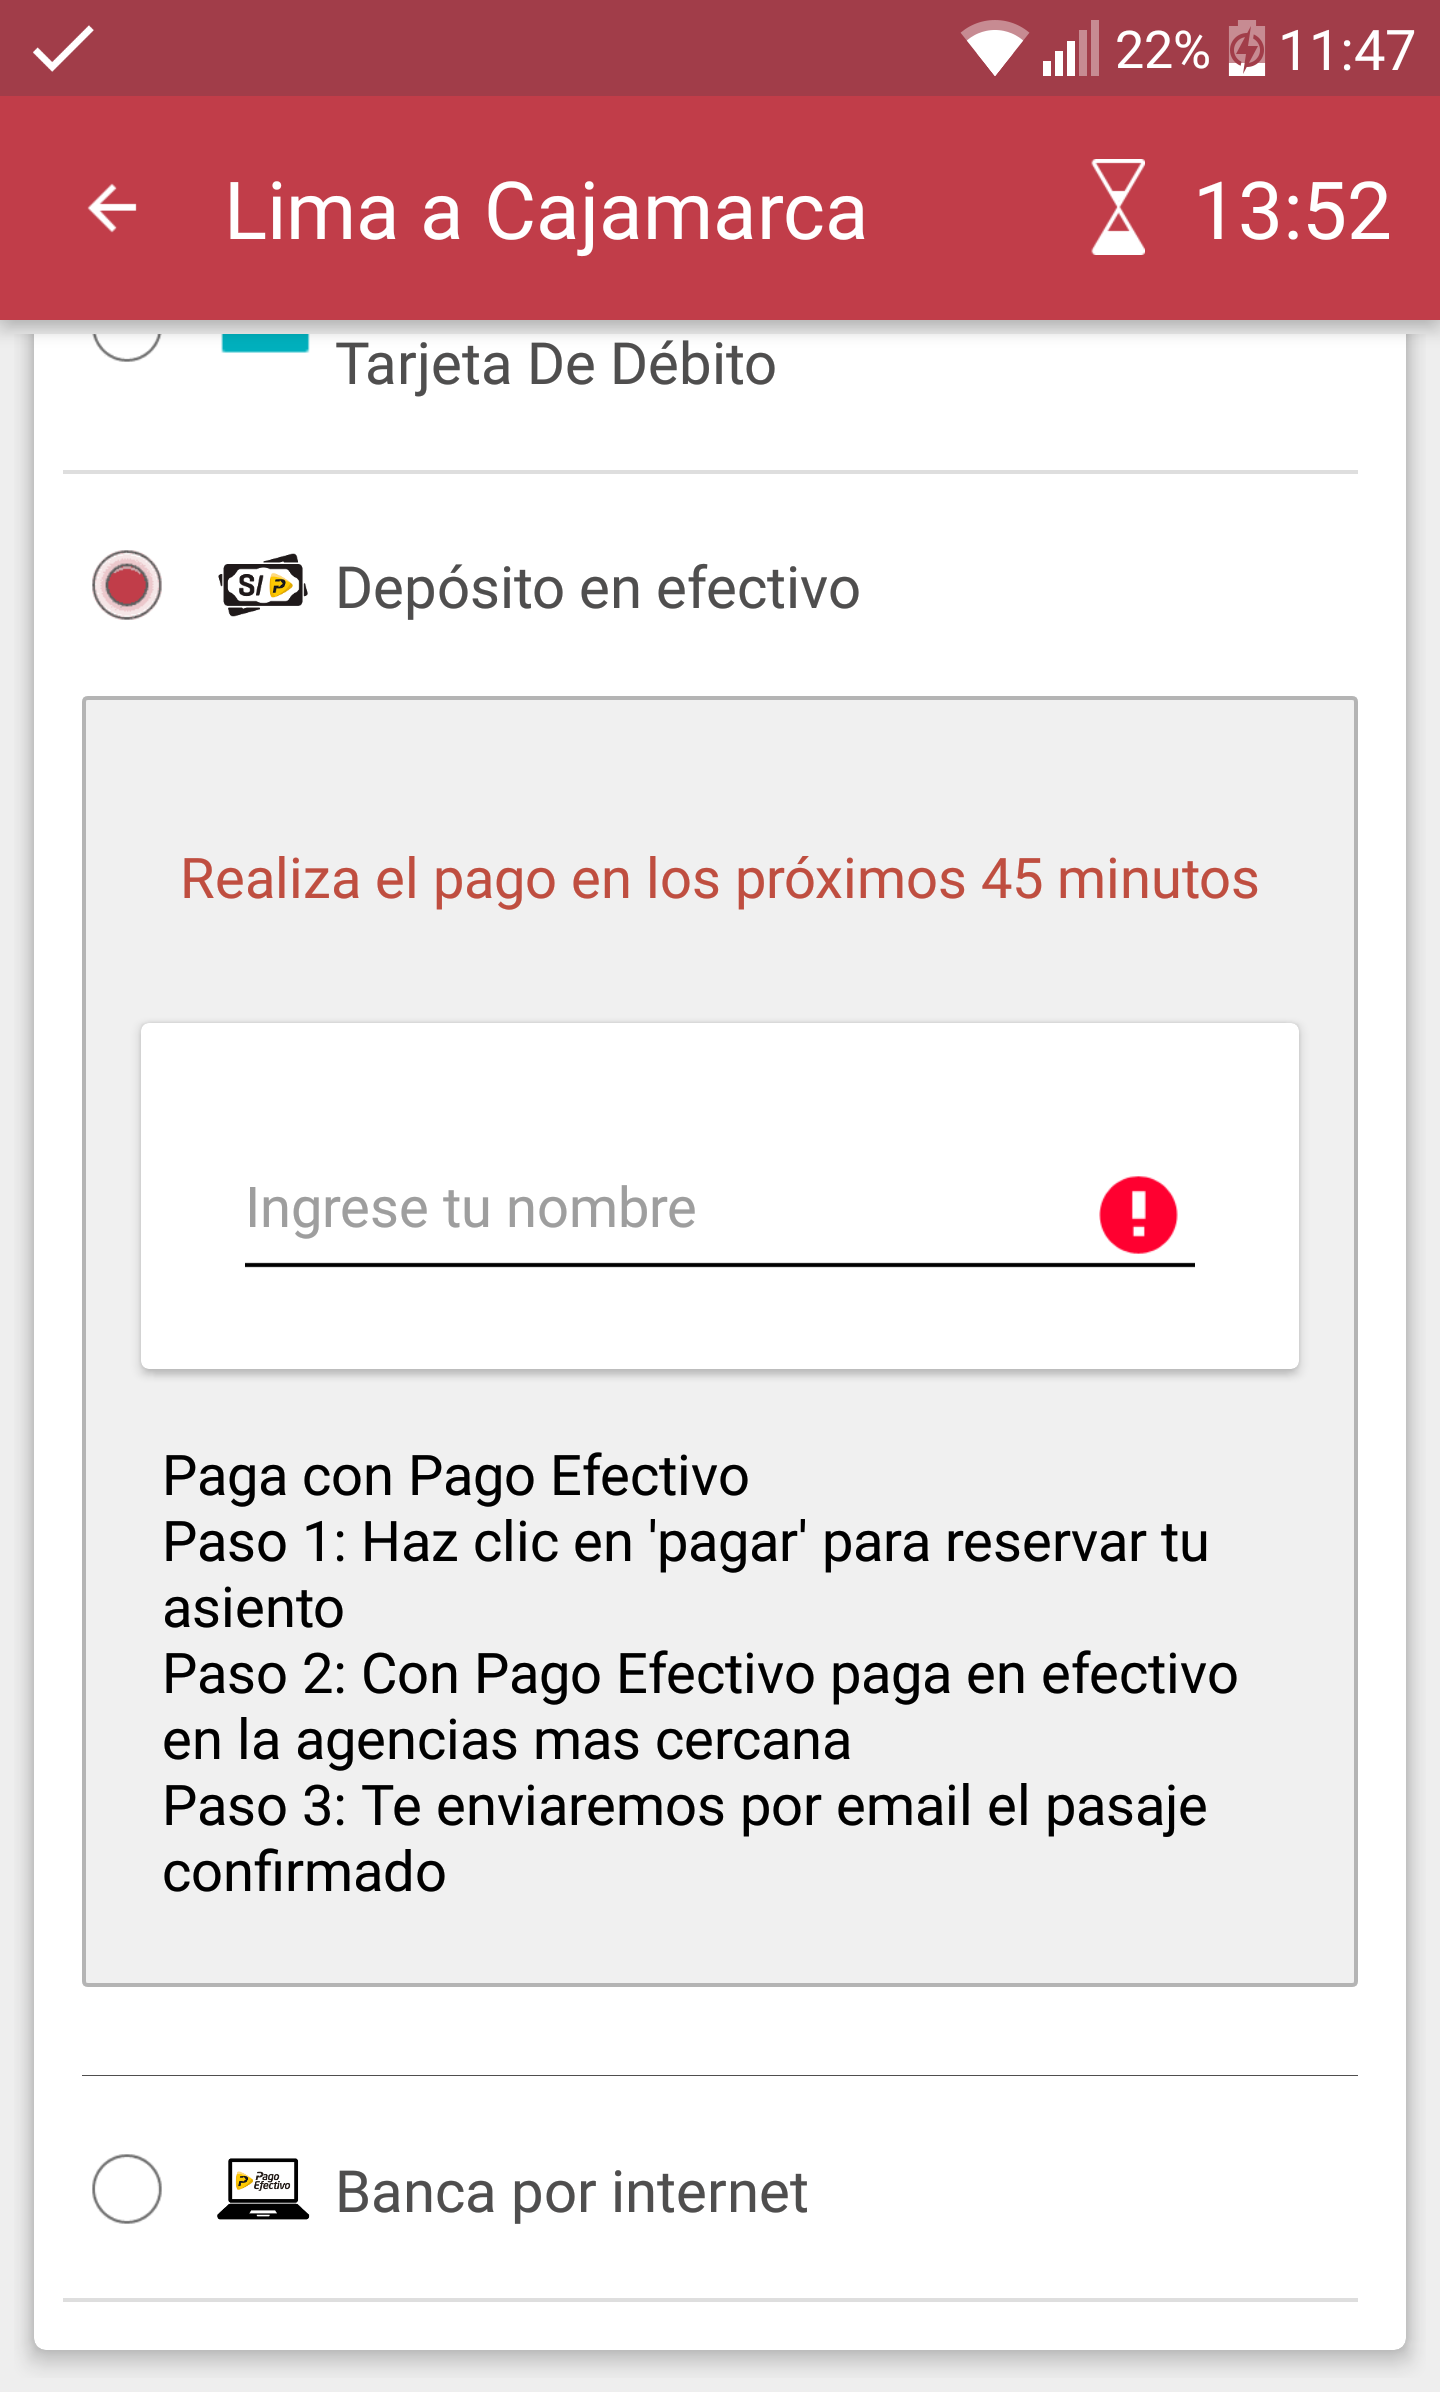 22% 11:47
Lima a Cajamarca 13:52
Tarjeta De Débito
S/ P Depósito en efectivo
Realiza el pago en los próximos 45 minutos
Ingrese tu nombre
Paga con Pago Efectivo
Paso 1: Haz clic en 'pagar' para reservar tu
asiento
Paso 2: Con Pago Efectivo paga en efectivo
en la agencias mas cercana
Paso 3: Te enviaremos por email el pasaje
confirmado
P Pago
Efectivo
Banca por internet